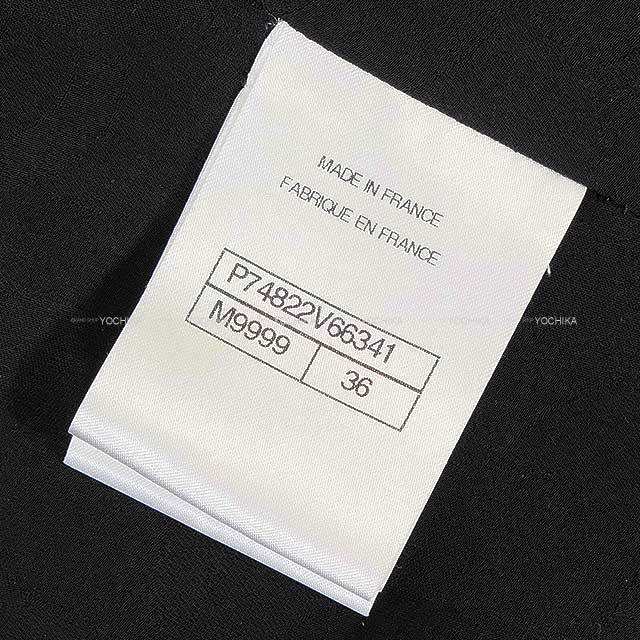 MADE IN FRANCE
FABRIQUE EN FRANCE
P74822V66341
M9999 36
YOCHIKA
YOCHIKA